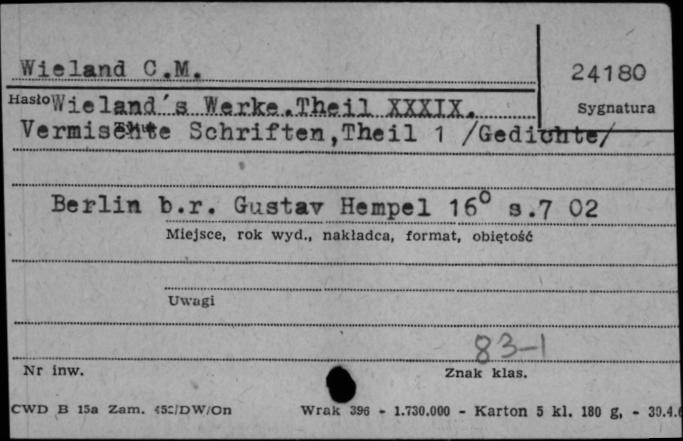 Wieland C.M.
24180
Hasło Wieland's Werke.Theil XXXIX.
Sygnatura
Vermischte Schriften,Theil 1 /Gedichte/
Berlin b.r. Gustav Hempel 16° s.7 02
Miejsce, rok wyd., nakładca, format, obiętość
Uwagi
83-1
Nr inw.
Znak klas.
CWD B 15a Zam. 452/DW/On Wrak 396 - 1.730.000 - Karton 5 kl. 180 g, - 30.4.